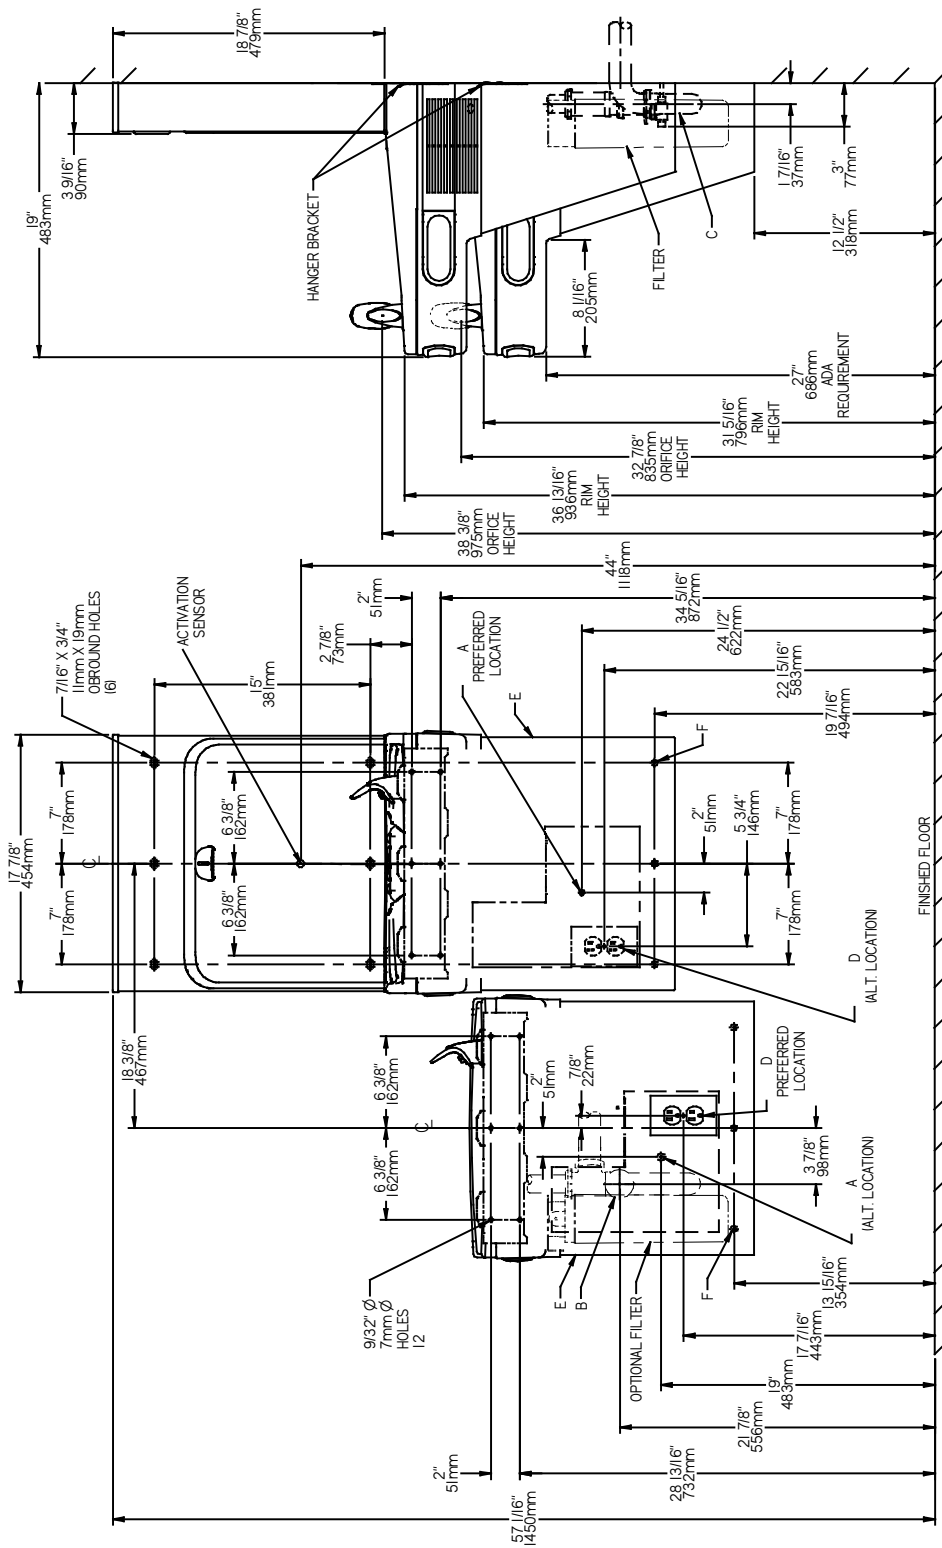 18 7/8"
479mm
19"
483mm
3 9/16"
90mm
HANGER BRACKET
FILTER
C
1 7/16"
37mm
3"
77mm
12 1/2"
318mm
8 1/16"
205mm
27"
686mm
ADA
REQUIREMENT
31 5/16"
796mm
RIM
HEIGHT
32 7/8"
835mm
ORIFICE
HEIGHT
36 13/16"
936mm
RIM
HEIGHT
38 3/8"
975mm
ORFICE
HEIGHT
7/16" X 3/4"
11mm X 19mm
OBROUND HOLES
(6)
ACTIVATION
SENSOR
15"
381mm
2 7/8"
73mm
2"
51mm
44"
1118mm
34 5/16"
872mm
A
PREFERRED
LOCATION
24 1/2"
622mm
22 15/16"
583mm
19 7/16"
494mm
E
F
17 7/8"
454mm
7"
178mm
7"
178mm
CL
6 3/8"
162mm
6 3/8"
162mm
2"
51mm
5 3/4"
146mm
7"
178mm
7"
178mm
FINISHED FLOOR
D
(ALT. LOCATION)
18 3/8"
467mm
6 3/8"
162mm
6 3/8"
162mm
CL
2"
51mm
7/8"
22mm
D
PREFERRED
LOCATION
3 7/8"
98mm
A
(ALT. LOCATION)
9/32" Ø
7mm Ø
HOLES
12
E
B
OPTIONAL FILTER
F
13 15/16"
354mm
17 7/16"
443mm
19"
483mm
21 7/8"
556mm
2"
51mm
28 13/16"
732mm
57 1/16"
1450mm